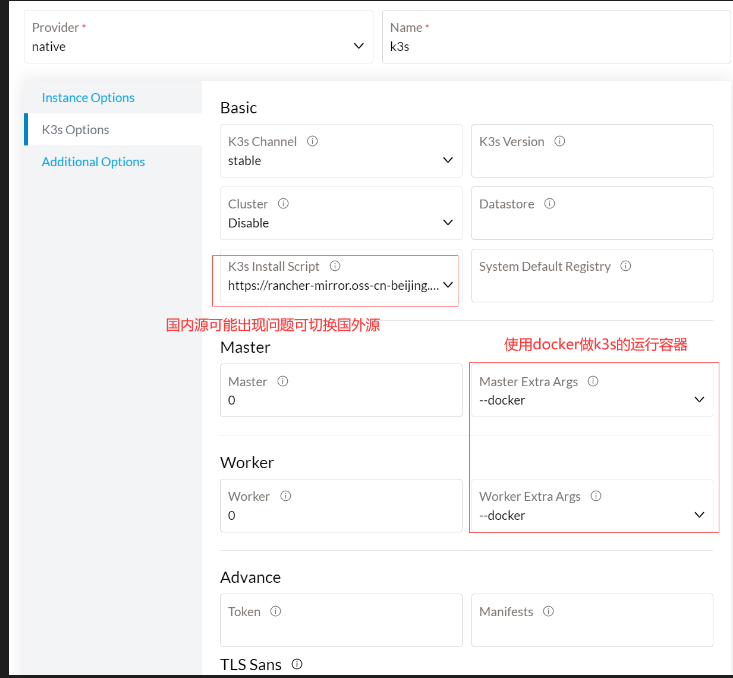 Provider *
native
Name *
k3s
Instance Options
K3s Options
Additional Options
Basic
K3s Channel
stable
K3s Version
Cluster
Disable
Datastore
K3s Install Script
https://rancher-mirror.oss-cn-beijing....
System Default Registry
国内源可能出现问题可切换国外源
使用docker做k3s的运行容器
Master
Master
0
Master Extra Args
--docker
Worker
Worker
0
Worker Extra Args
--docker
Advance
Token
Manifests
TLS Sans